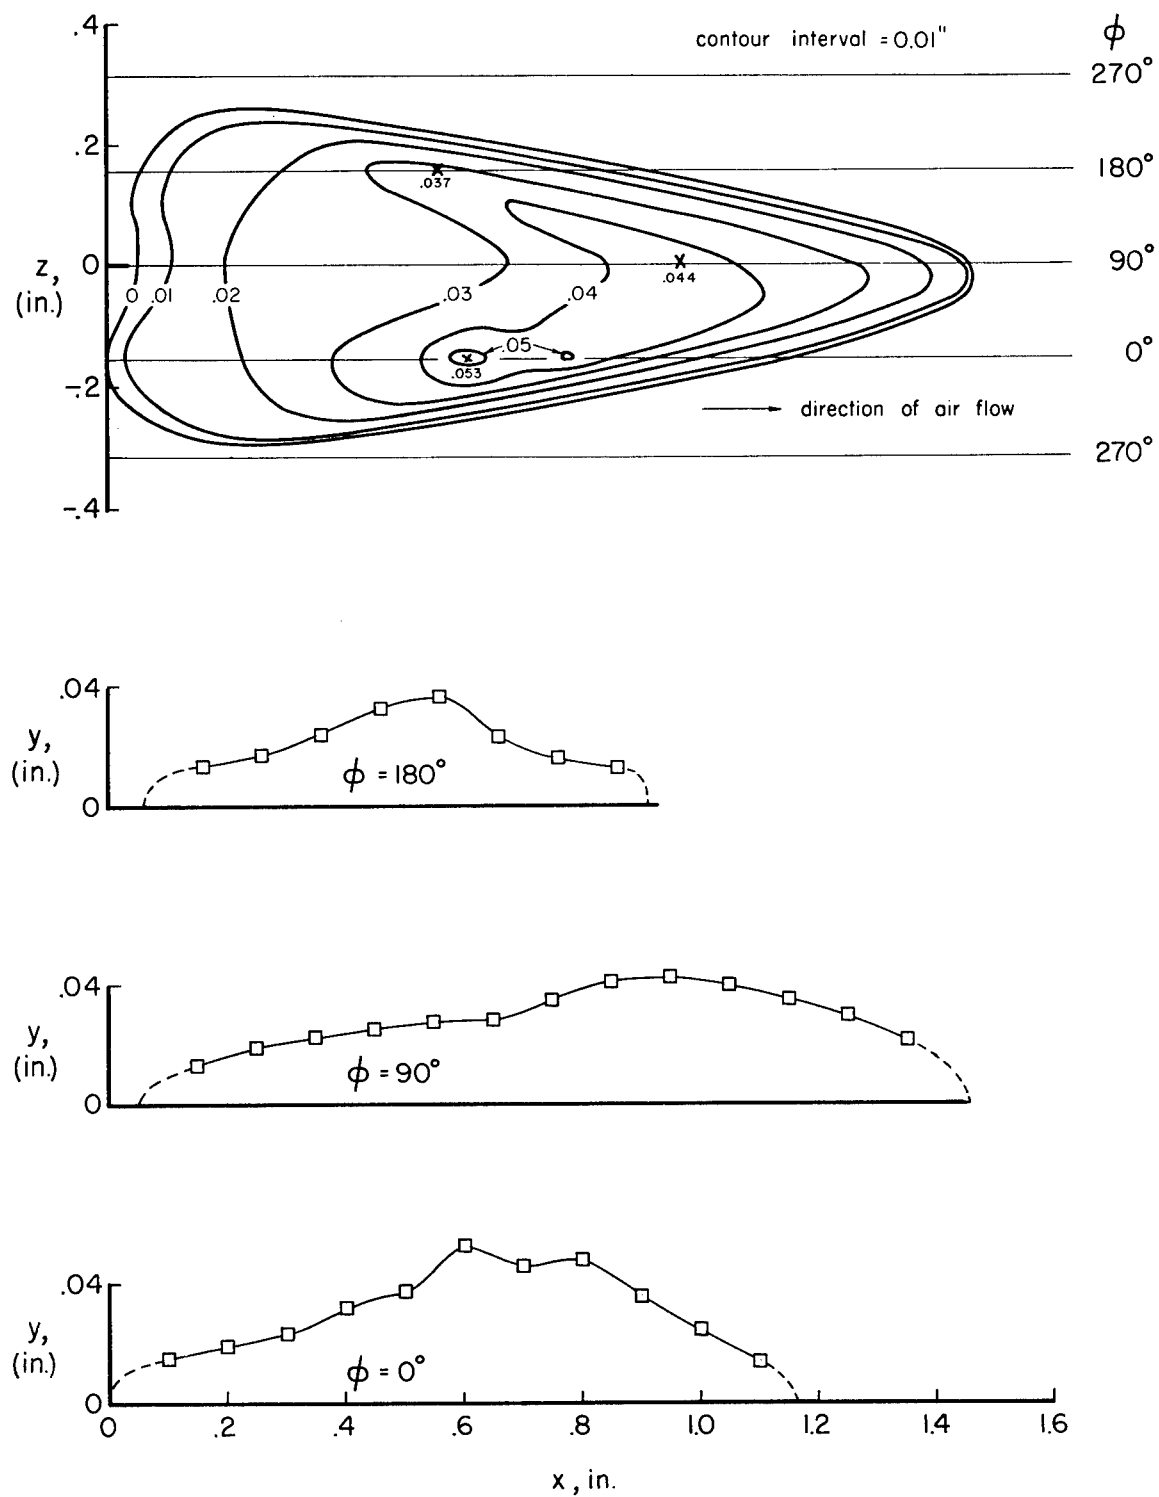 .4
contour interval = 0.01"
ϕ
270°
.2
180°
.037
z,
(in.)
0
90°
0 .01 .02 .03 .04 .044
.05
0°
.053
-.2
direction of air flow
270°
-.4
.04
y,
(in.)
ϕ = 180°
0
.04
y,
(in.)
ϕ = 90°
0
.04
y,
(in.)
ϕ = 0°
0
0 .2 .4 .6 .8 1.0 1.2 1.4 1.6
x , in.